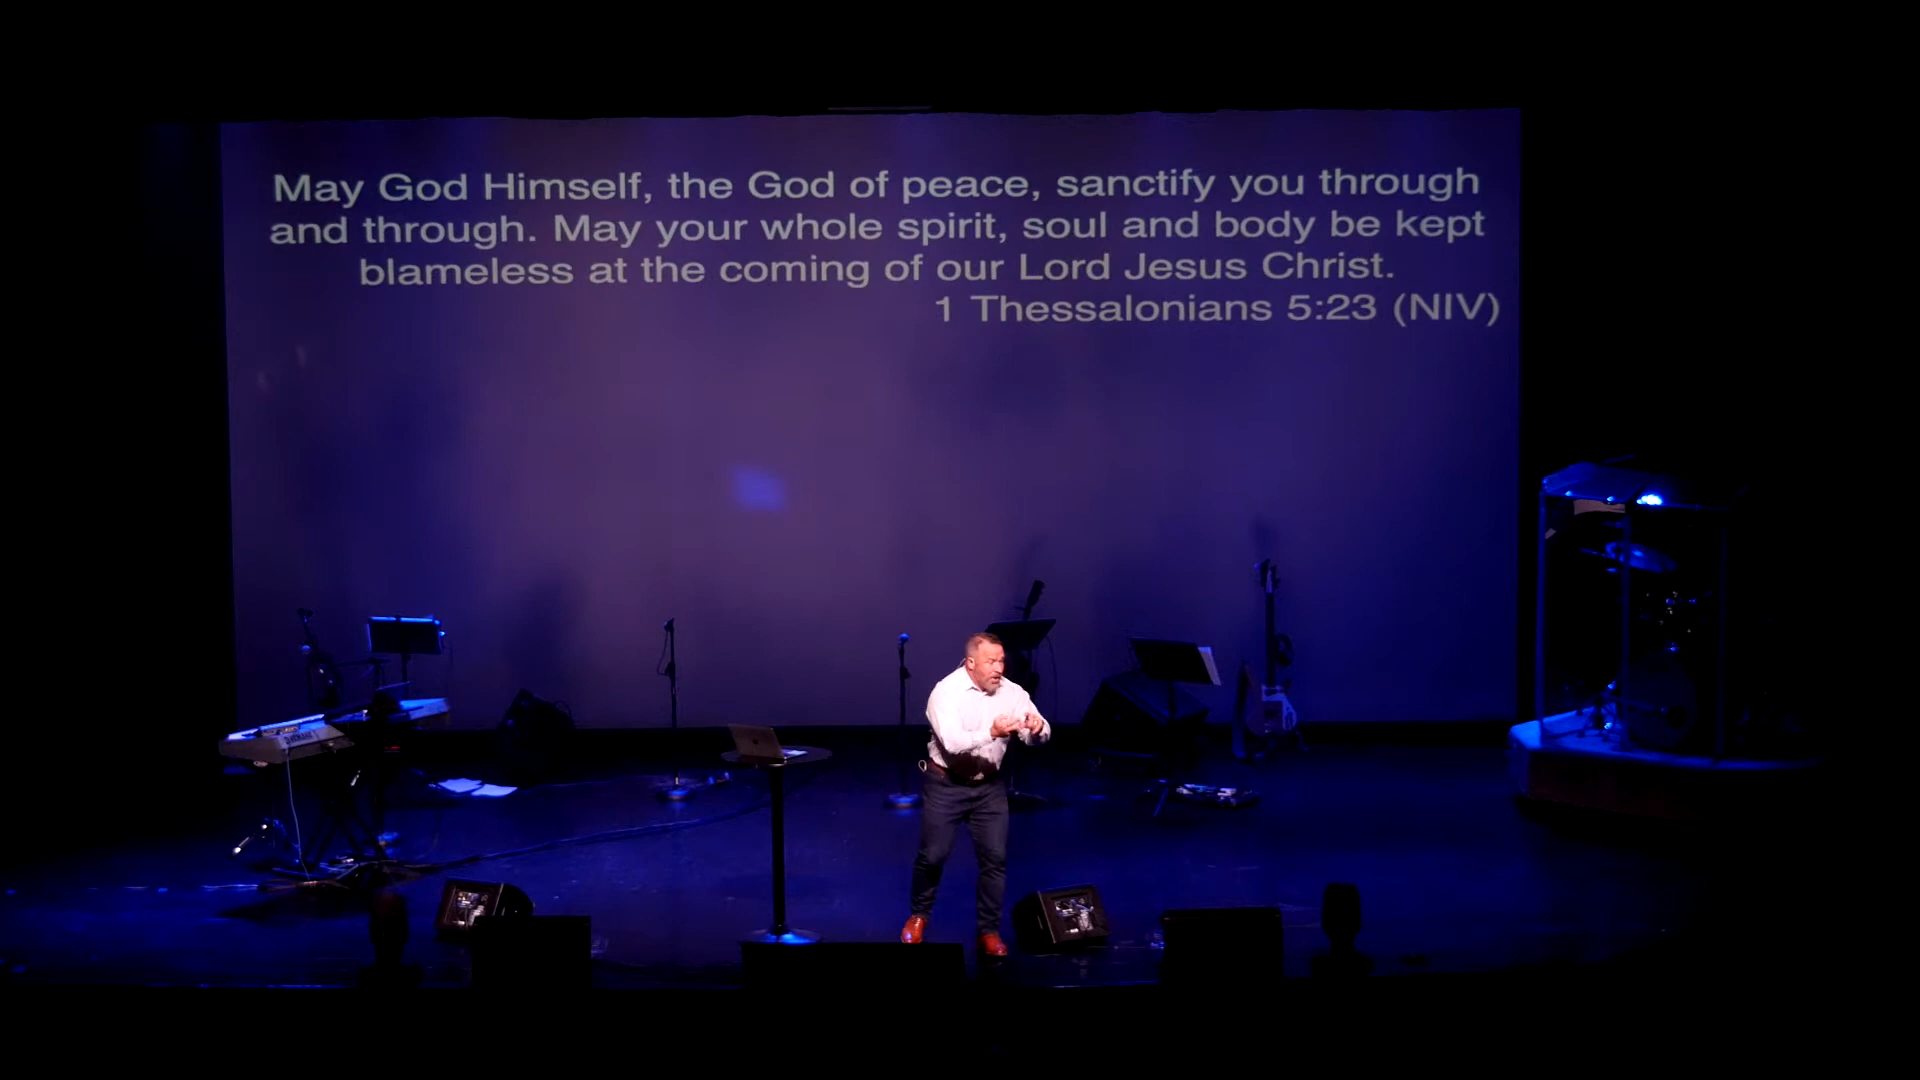 May God Himself, the God of peace, sanctify you through
and through. May your whole spirit, soul and body be kept
blameless at the coming of our Lord Jesus Christ.
1 Thessalonians 5:23 (NIV)
YAMAHA